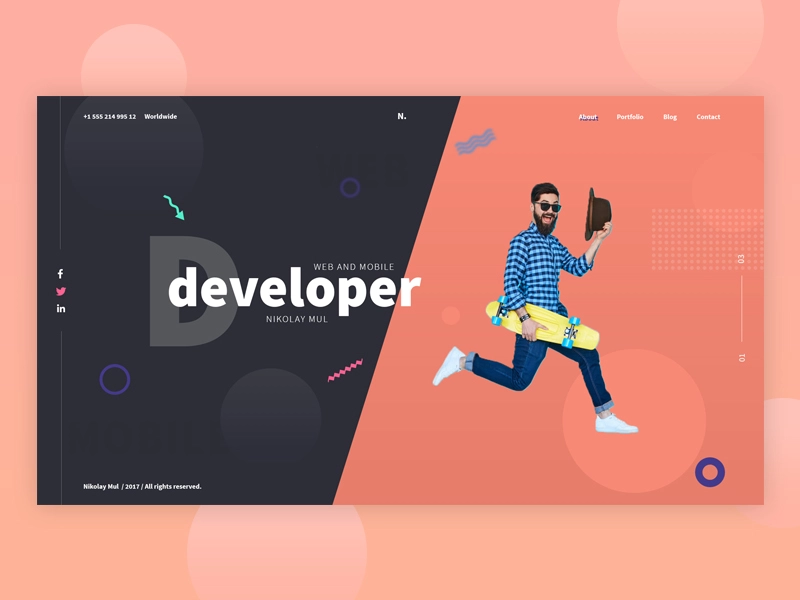 +1 555 214 995 12 Worldwide
N.
About Portfolio Blog Contact
D
WEB AND MOBILE
developer
NIKOLAY MUL
03
01
Nikolay Mul / 2017 / All rights reserved.